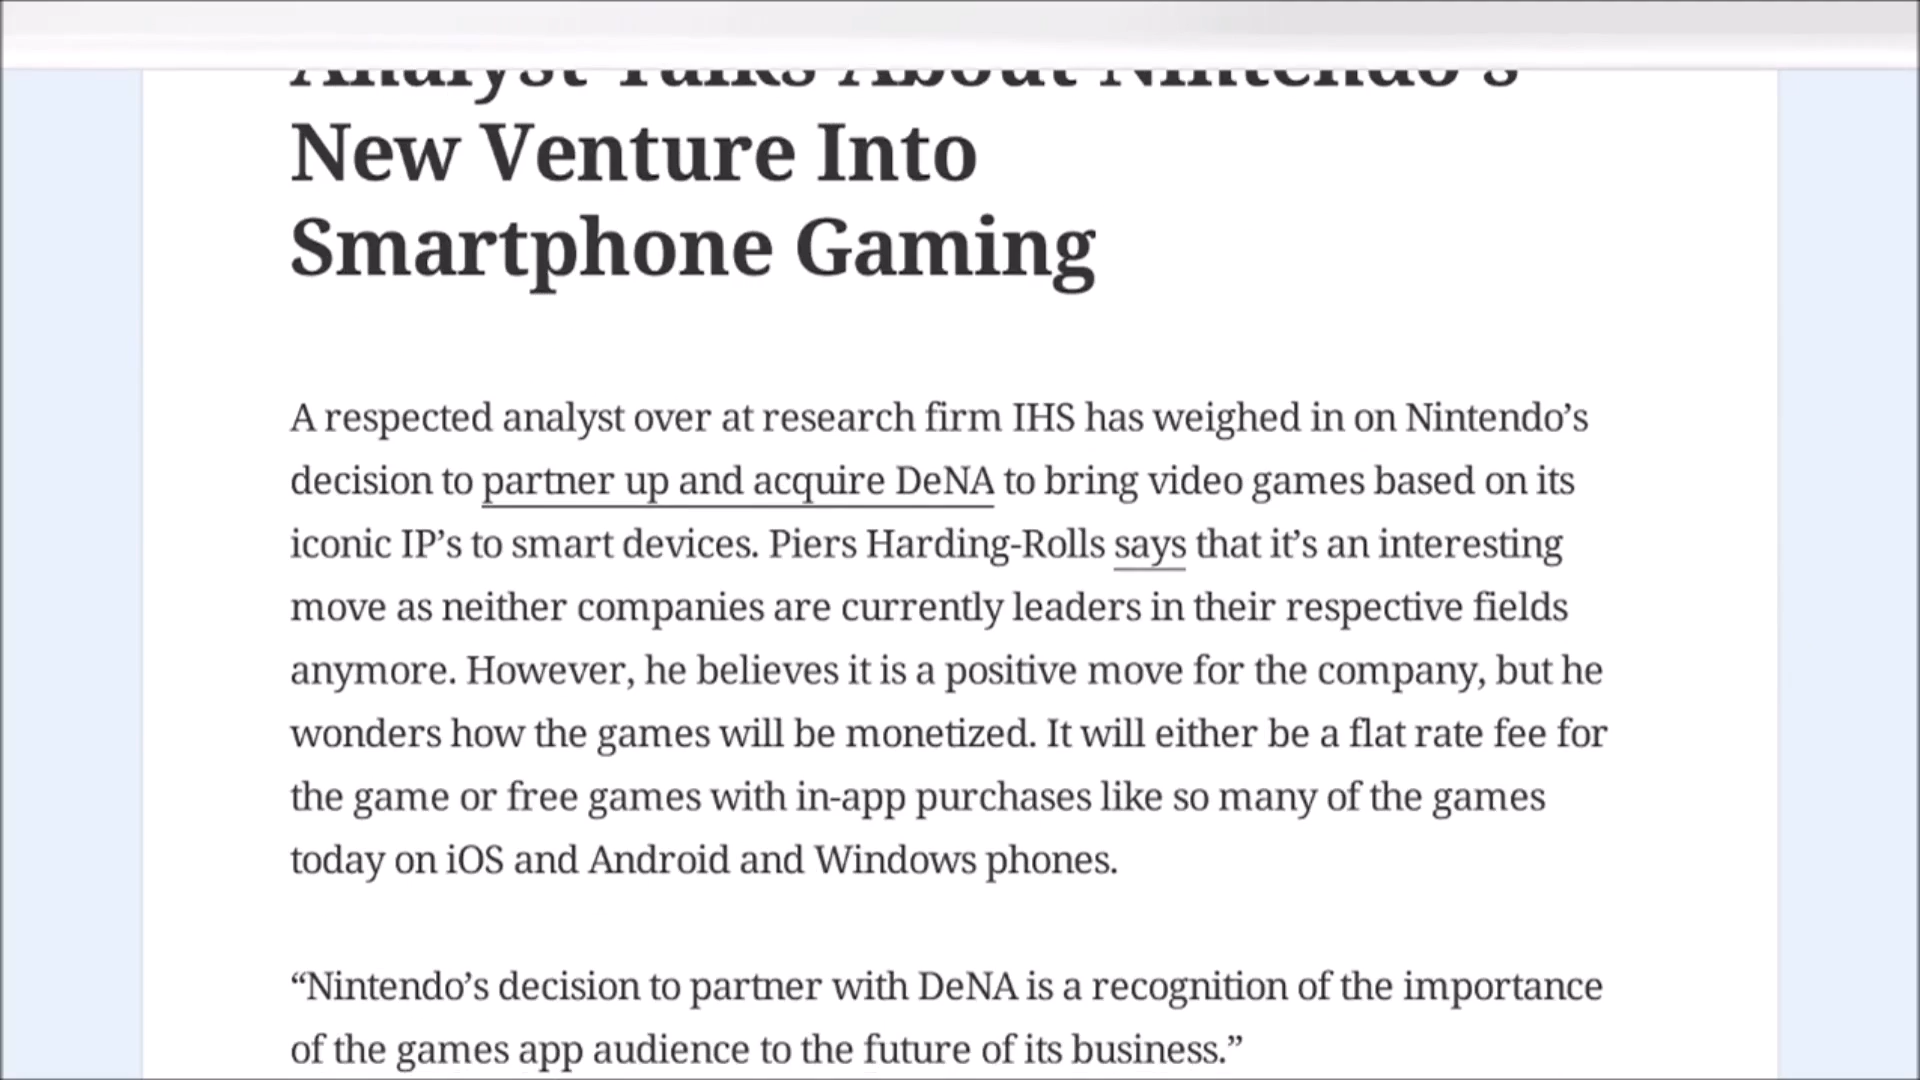 Analyst Talks About Nintendo’s
New Venture Into
Smartphone Gaming
A respected analyst over at research firm IHS has weighed in on Nintendo’s
decision to partner up and acquire DeNA to bring video games based on its
iconic IP’s to smart devices. Piers Harding-Rolls says that it’s an interesting
move as neither companies are currently leaders in their respective fields
anymore. However, he believes it is a positive move for the company, but he
wonders how the games will be monetized. It will either be a flat rate fee for
the game or free games with in-app purchases like so many of the games
today on iOS and Android and Windows phones.
“Nintendo’s decision to partner with DeNA is a recognition of the importance
of the games app audience to the future of its business.”